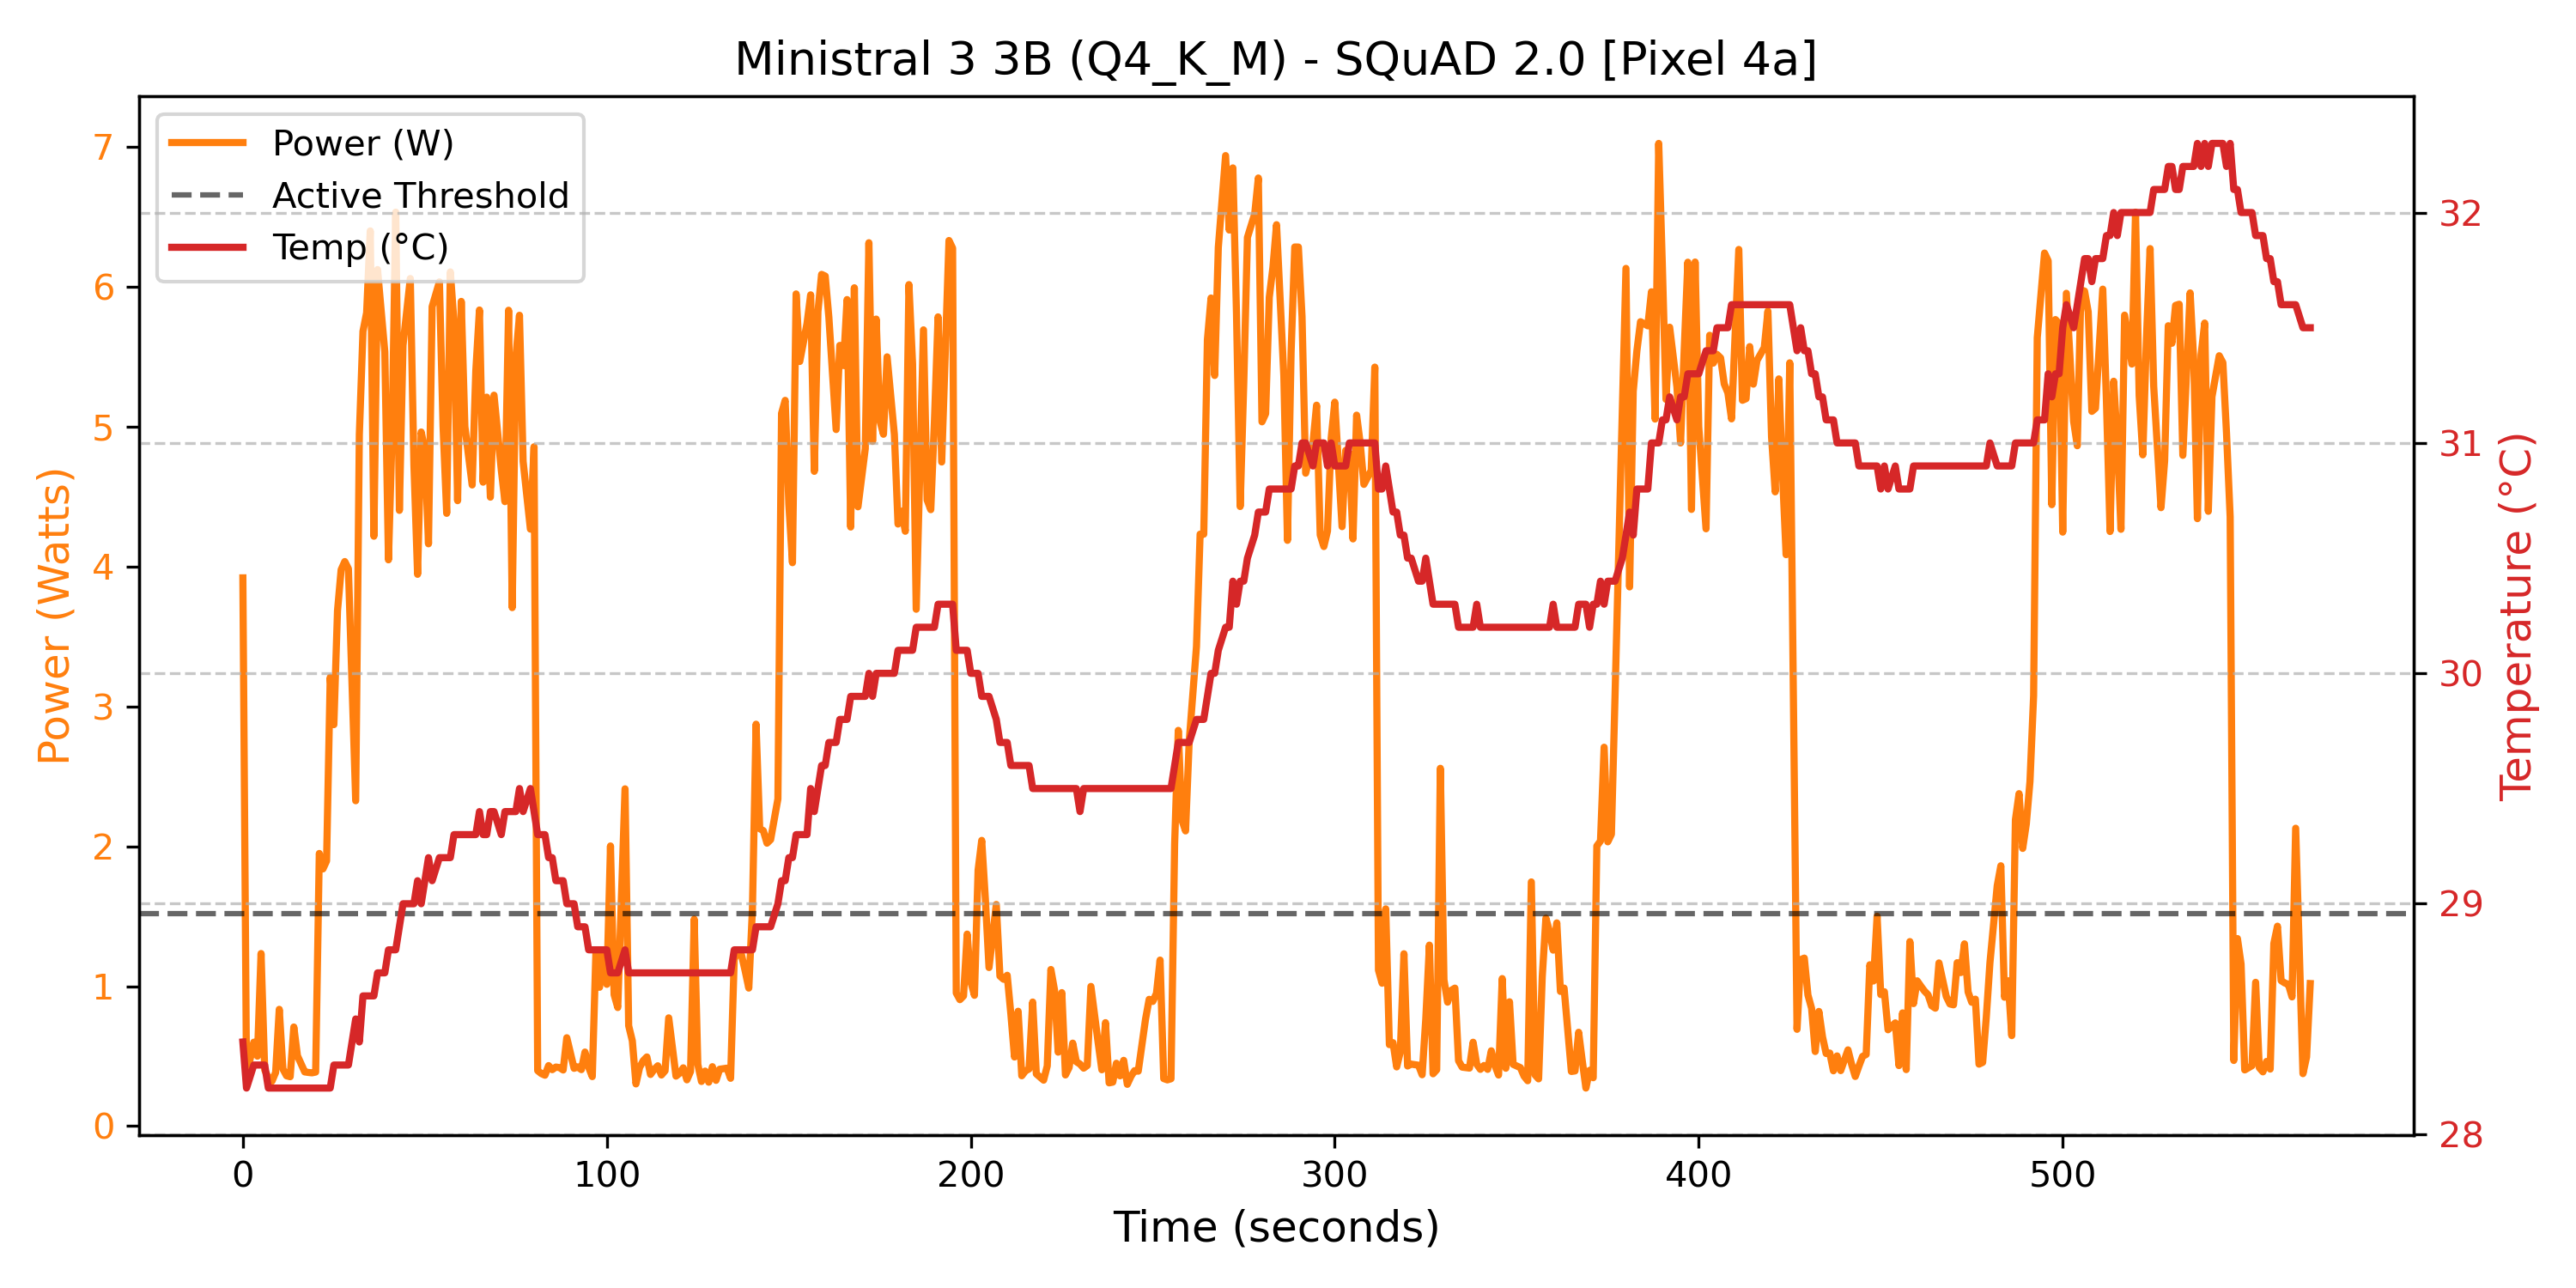 Ministral 3 3B (Q4_K_M) - SQuAD 2.0 [Pixel 4a]
Power (W)
Active Threshold
Temp (°C)
Power (Watts)
7
6
5
4
3
2
1
0
32
31
30
29
28
Temperature (°C)
0 100 200 300 400 500
Time (seconds)